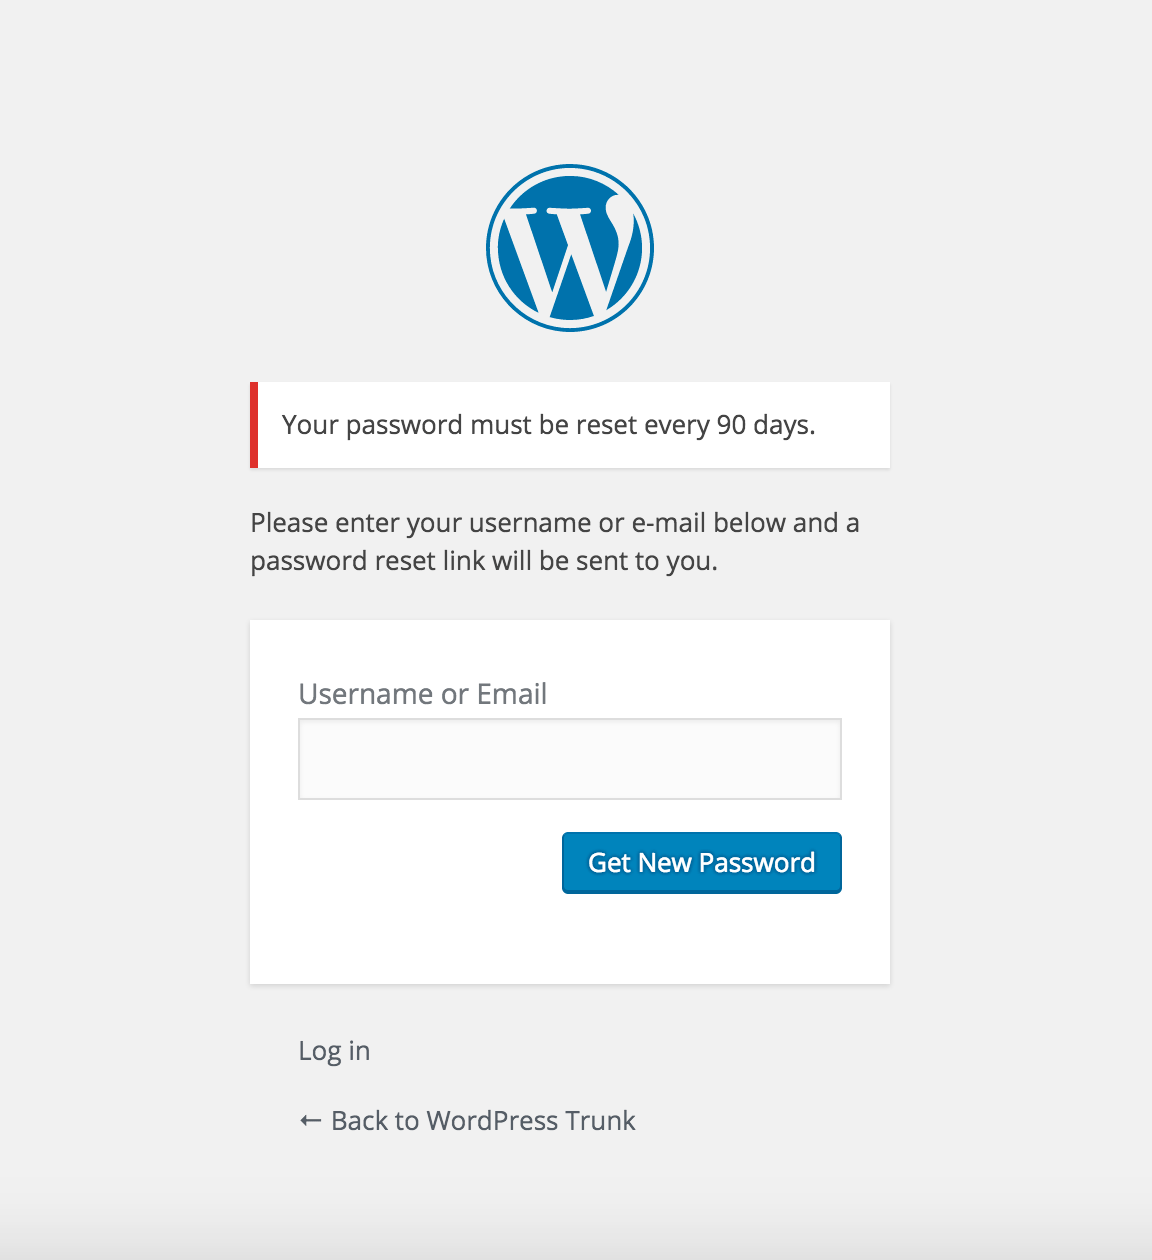 Your password must be reset every 90 days.
Please enter your username or e-mail below and a
password reset link will be sent to you.
Username or Email
Get New Password
Log in
← Back to WordPress Trunk